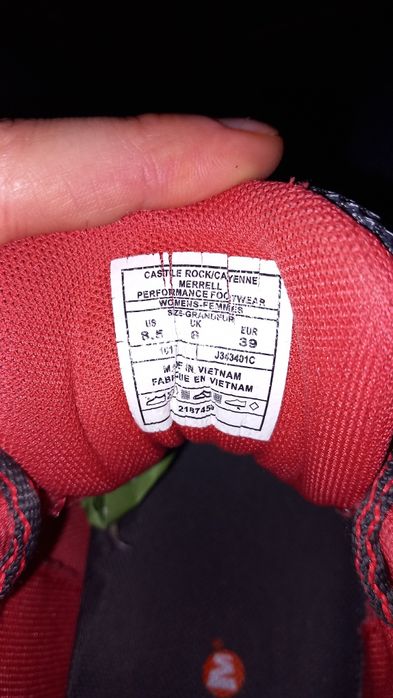 CASTLE ROCK/CAYENNE
MERRELL
PERFORMANCE FOOTWEAR
WOMENS-FEMMES
SIZE-GRANDEUR
US UK EUR
8.5 6 39
J343401C
MADE IN VIETNAM
FABRIQUE EN VIETNAM